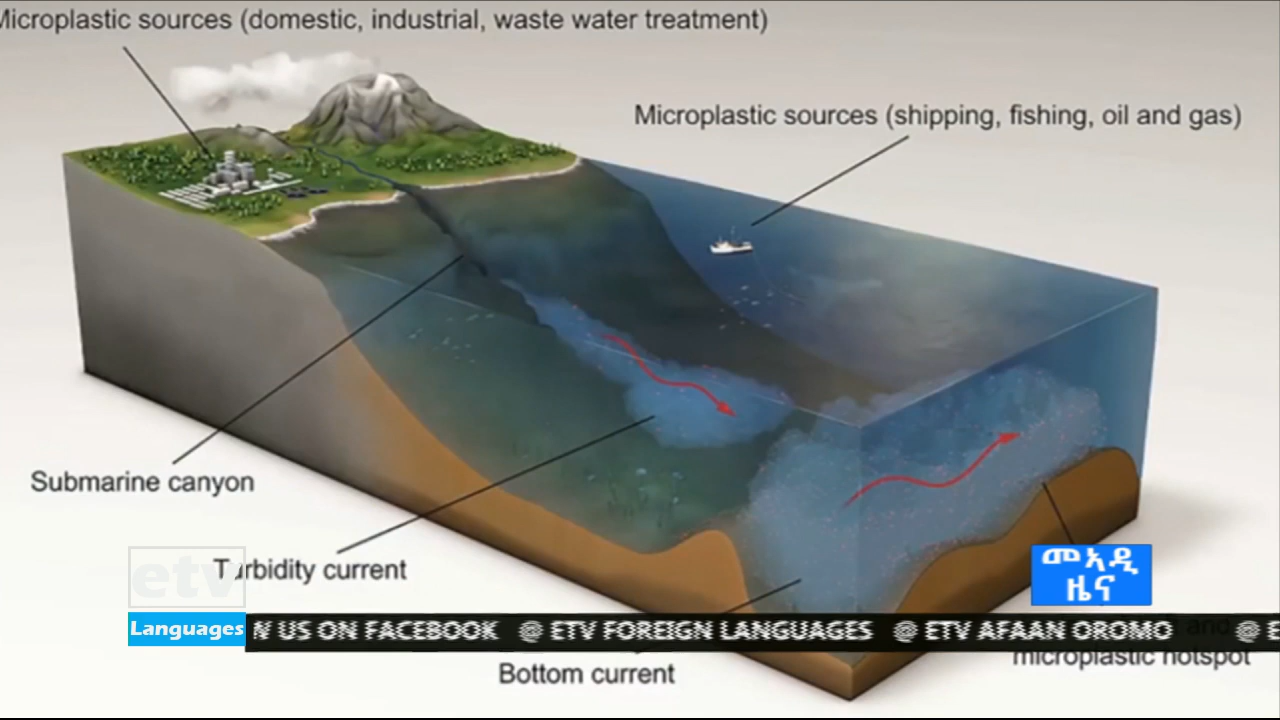 Microplastic sources (domestic, industrial, waste water treatment)
Microplastic sources (shipping, fishing, oil and gas)
Submarine canyon
Turbidity current
etv
መአዲ
ዜና
Languages
US ON FACEBOOK @ ETV FOREIGN LANGUAGES @ ETV AFAAN OROMO @
and
microplastic hotspot
Bottom current